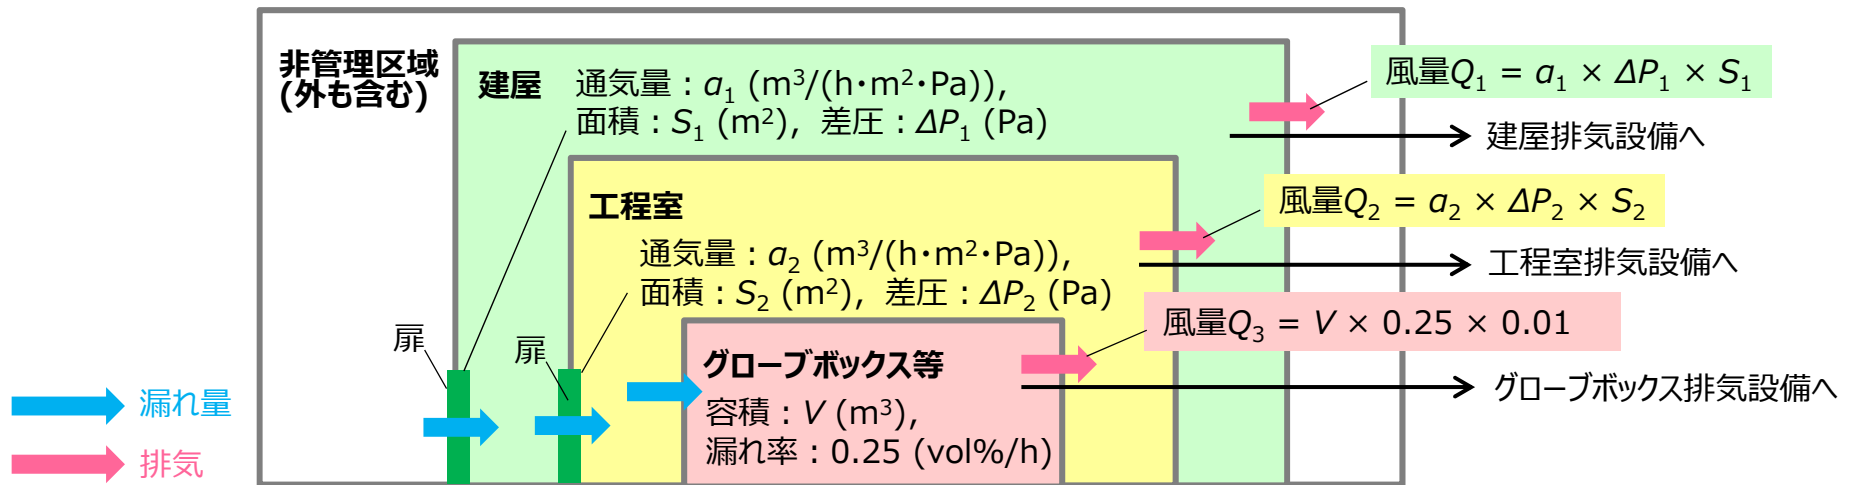 非管理区域
(外も含む)
建屋
通気量：a₁ (m³/(h・m²・Pa)),
面積：S₁ (m²), 差圧：ΔP₁ (Pa)
風量Q₁ = a₁ × ΔP₁ × S₁
建屋排気設備へ
工程室
通気量：a₂ (m³/(h・m²・Pa)),
面積：S₂ (m²), 差圧：ΔP₂ (Pa)
風量Q₂ = a₂ × ΔP₂ × S₂
工程室排気設備へ
扉
扉
グローブボックス等
容積：V (m³),
漏れ率：0.25 (vol%/h)
風量Q₃ = V × 0.25 × 0.01
グローブボックス排気設備へ
漏れ量
排気